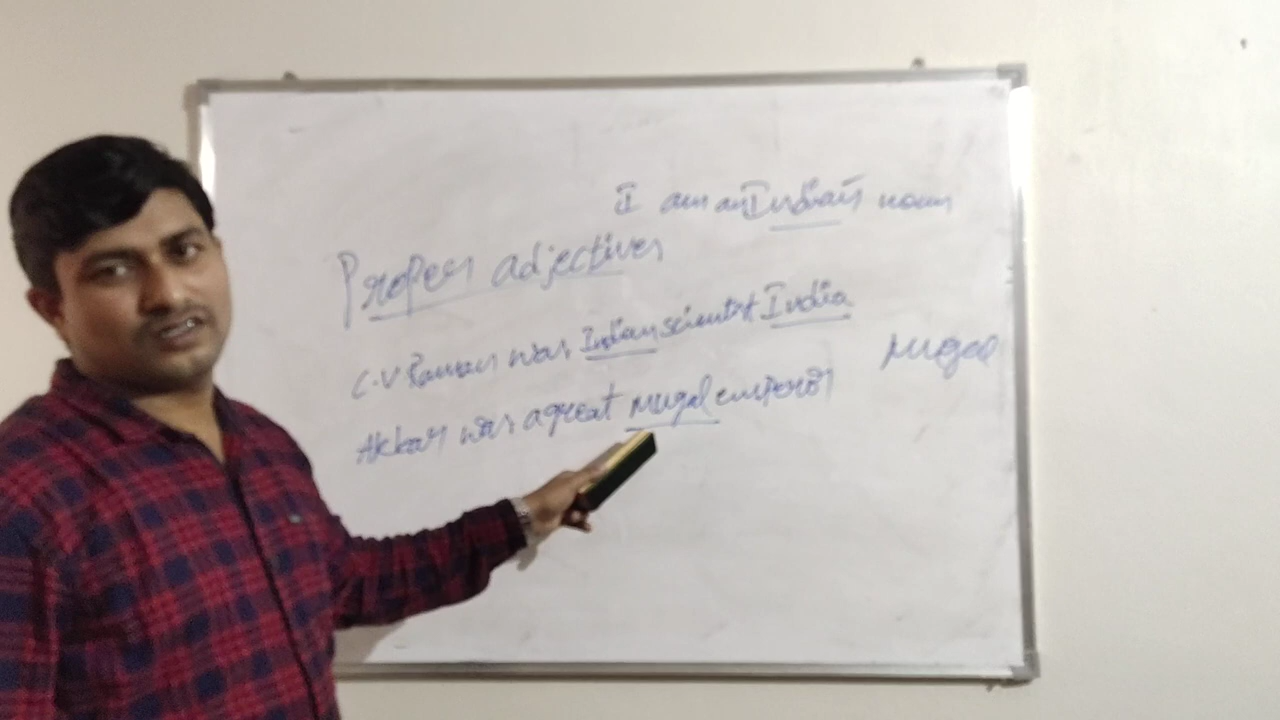 I am an Indian noun
Proper adjectives
C.V Raman was Indian scientist India
Mugal
Akbar was a great Mugal emperor